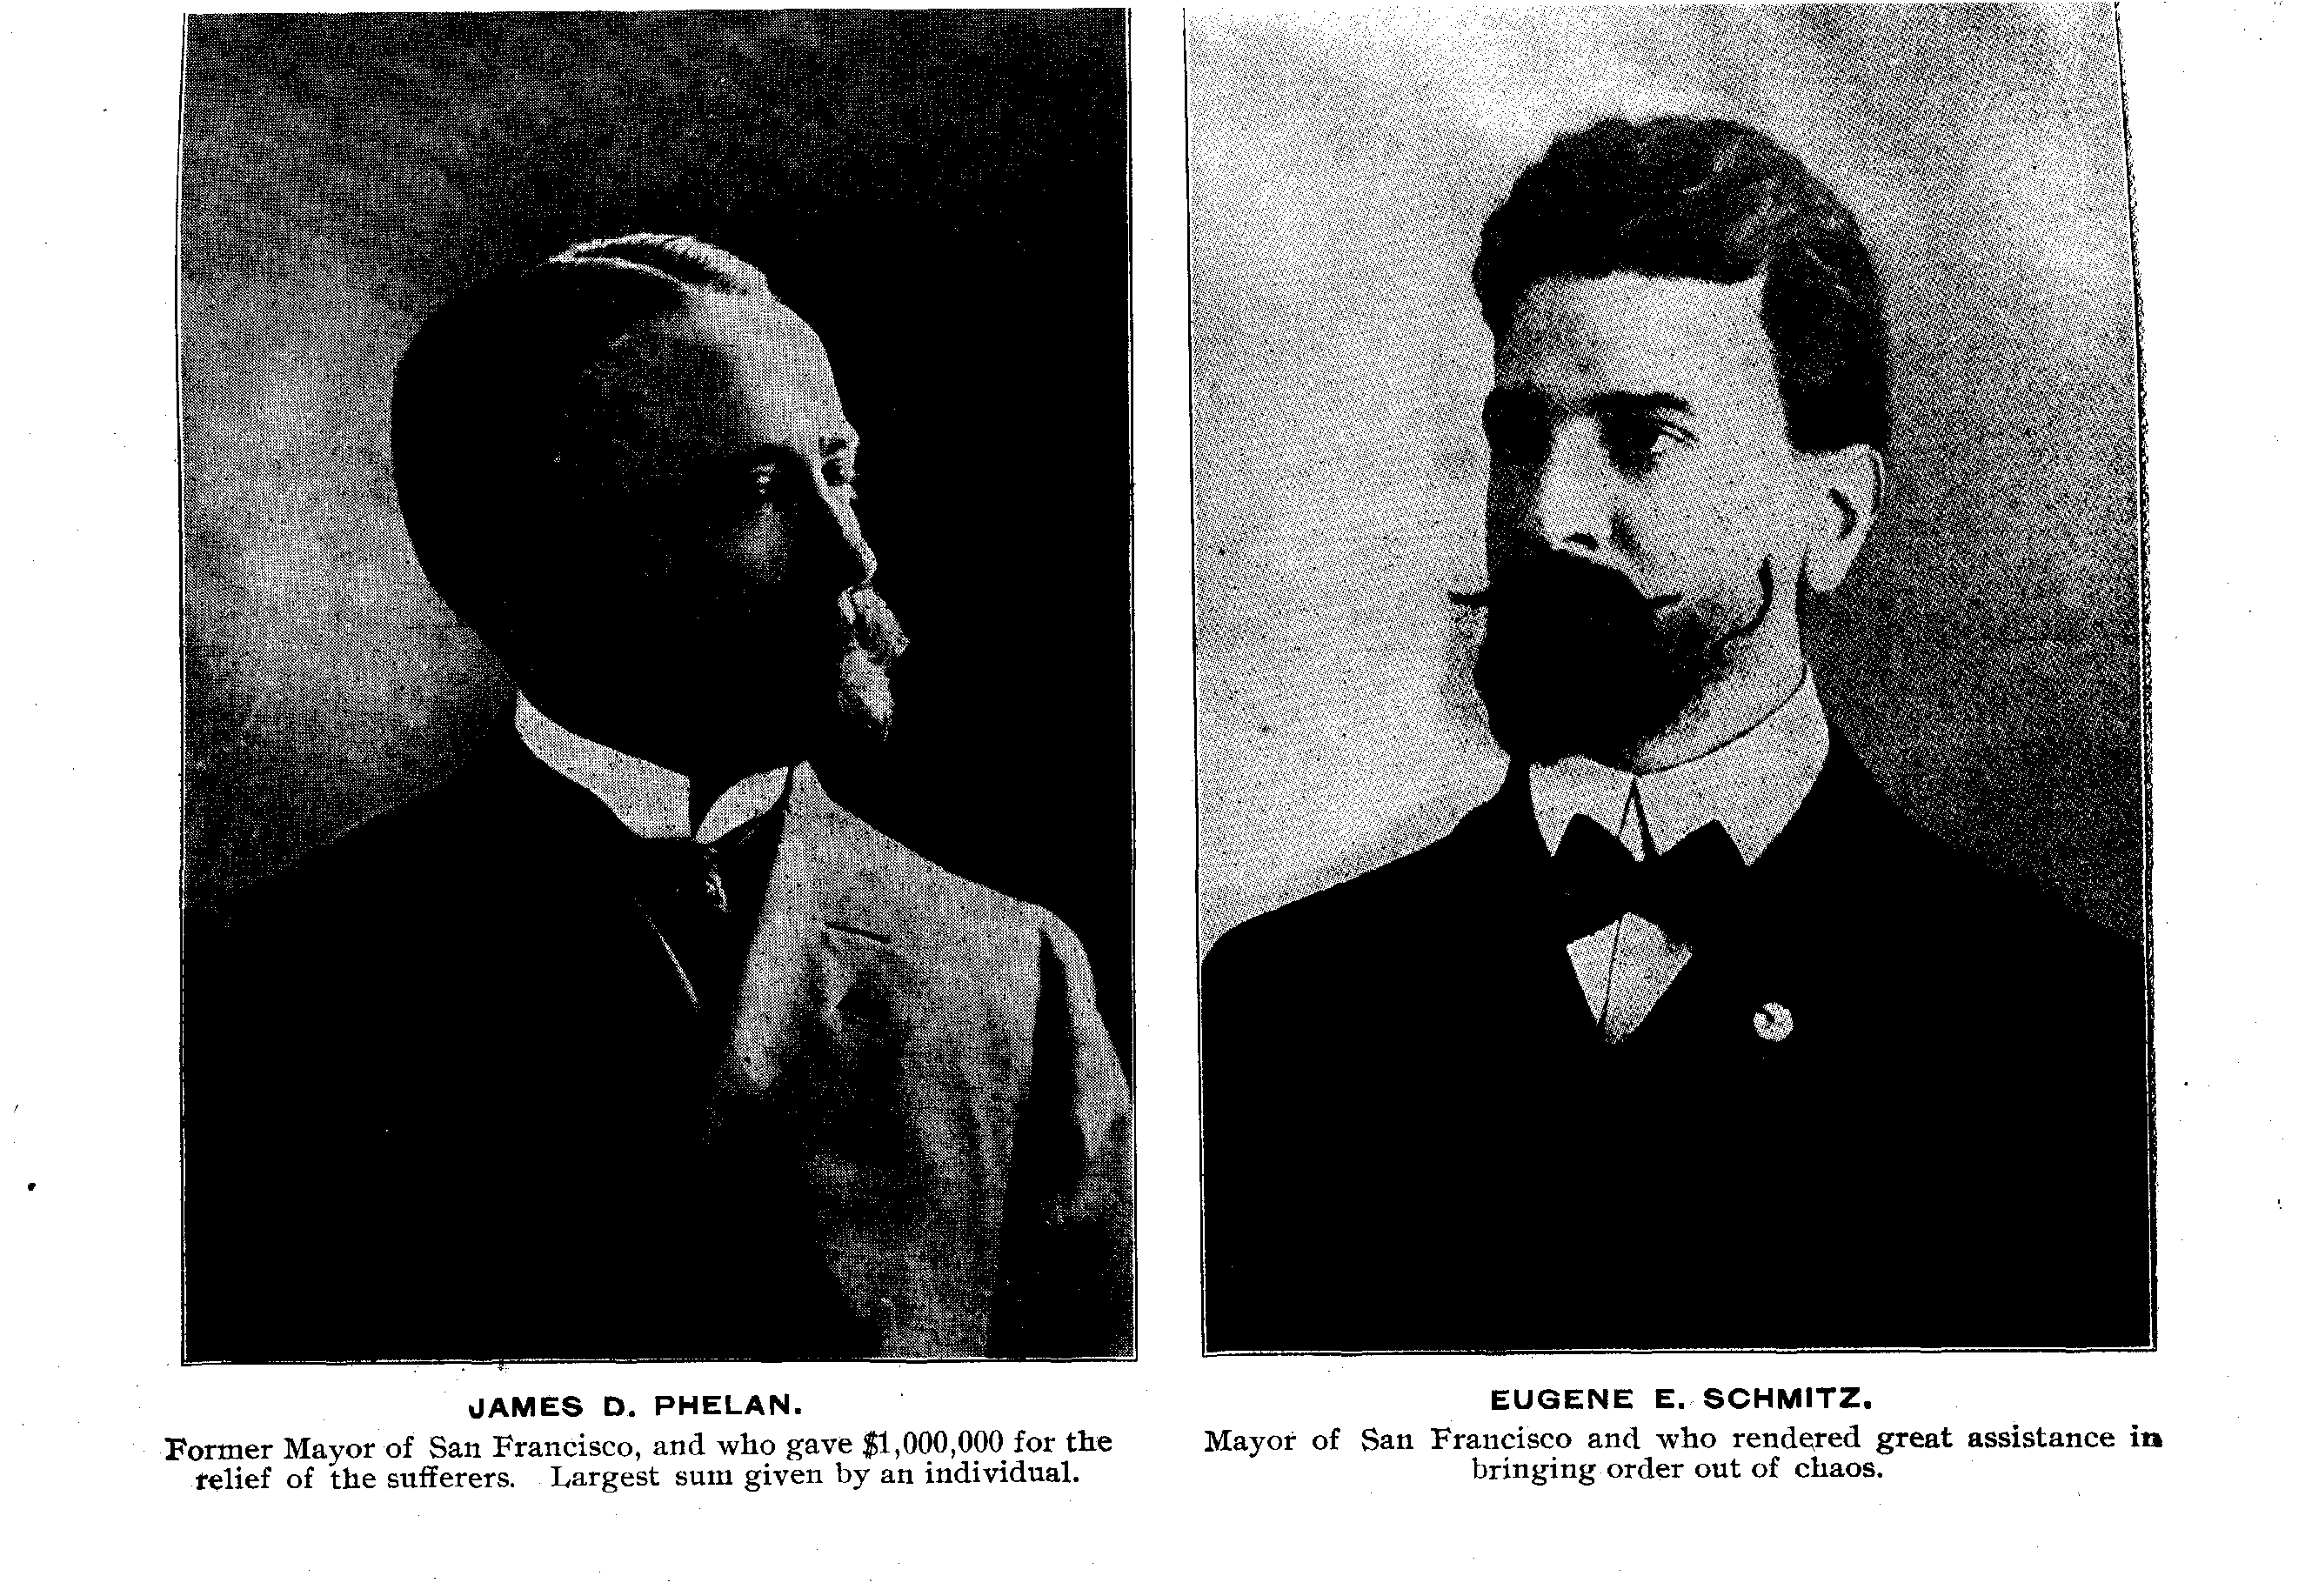 JAMES D. PHELAN.
Former Mayor of San Francisco, and who gave $1,000,000 for the
relief of the sufferers. Largest sum given by an individual.
EUGENE E. SCHMITZ.
Mayor of San Francisco and who rendered great assistance in
bringing order out of chaos.